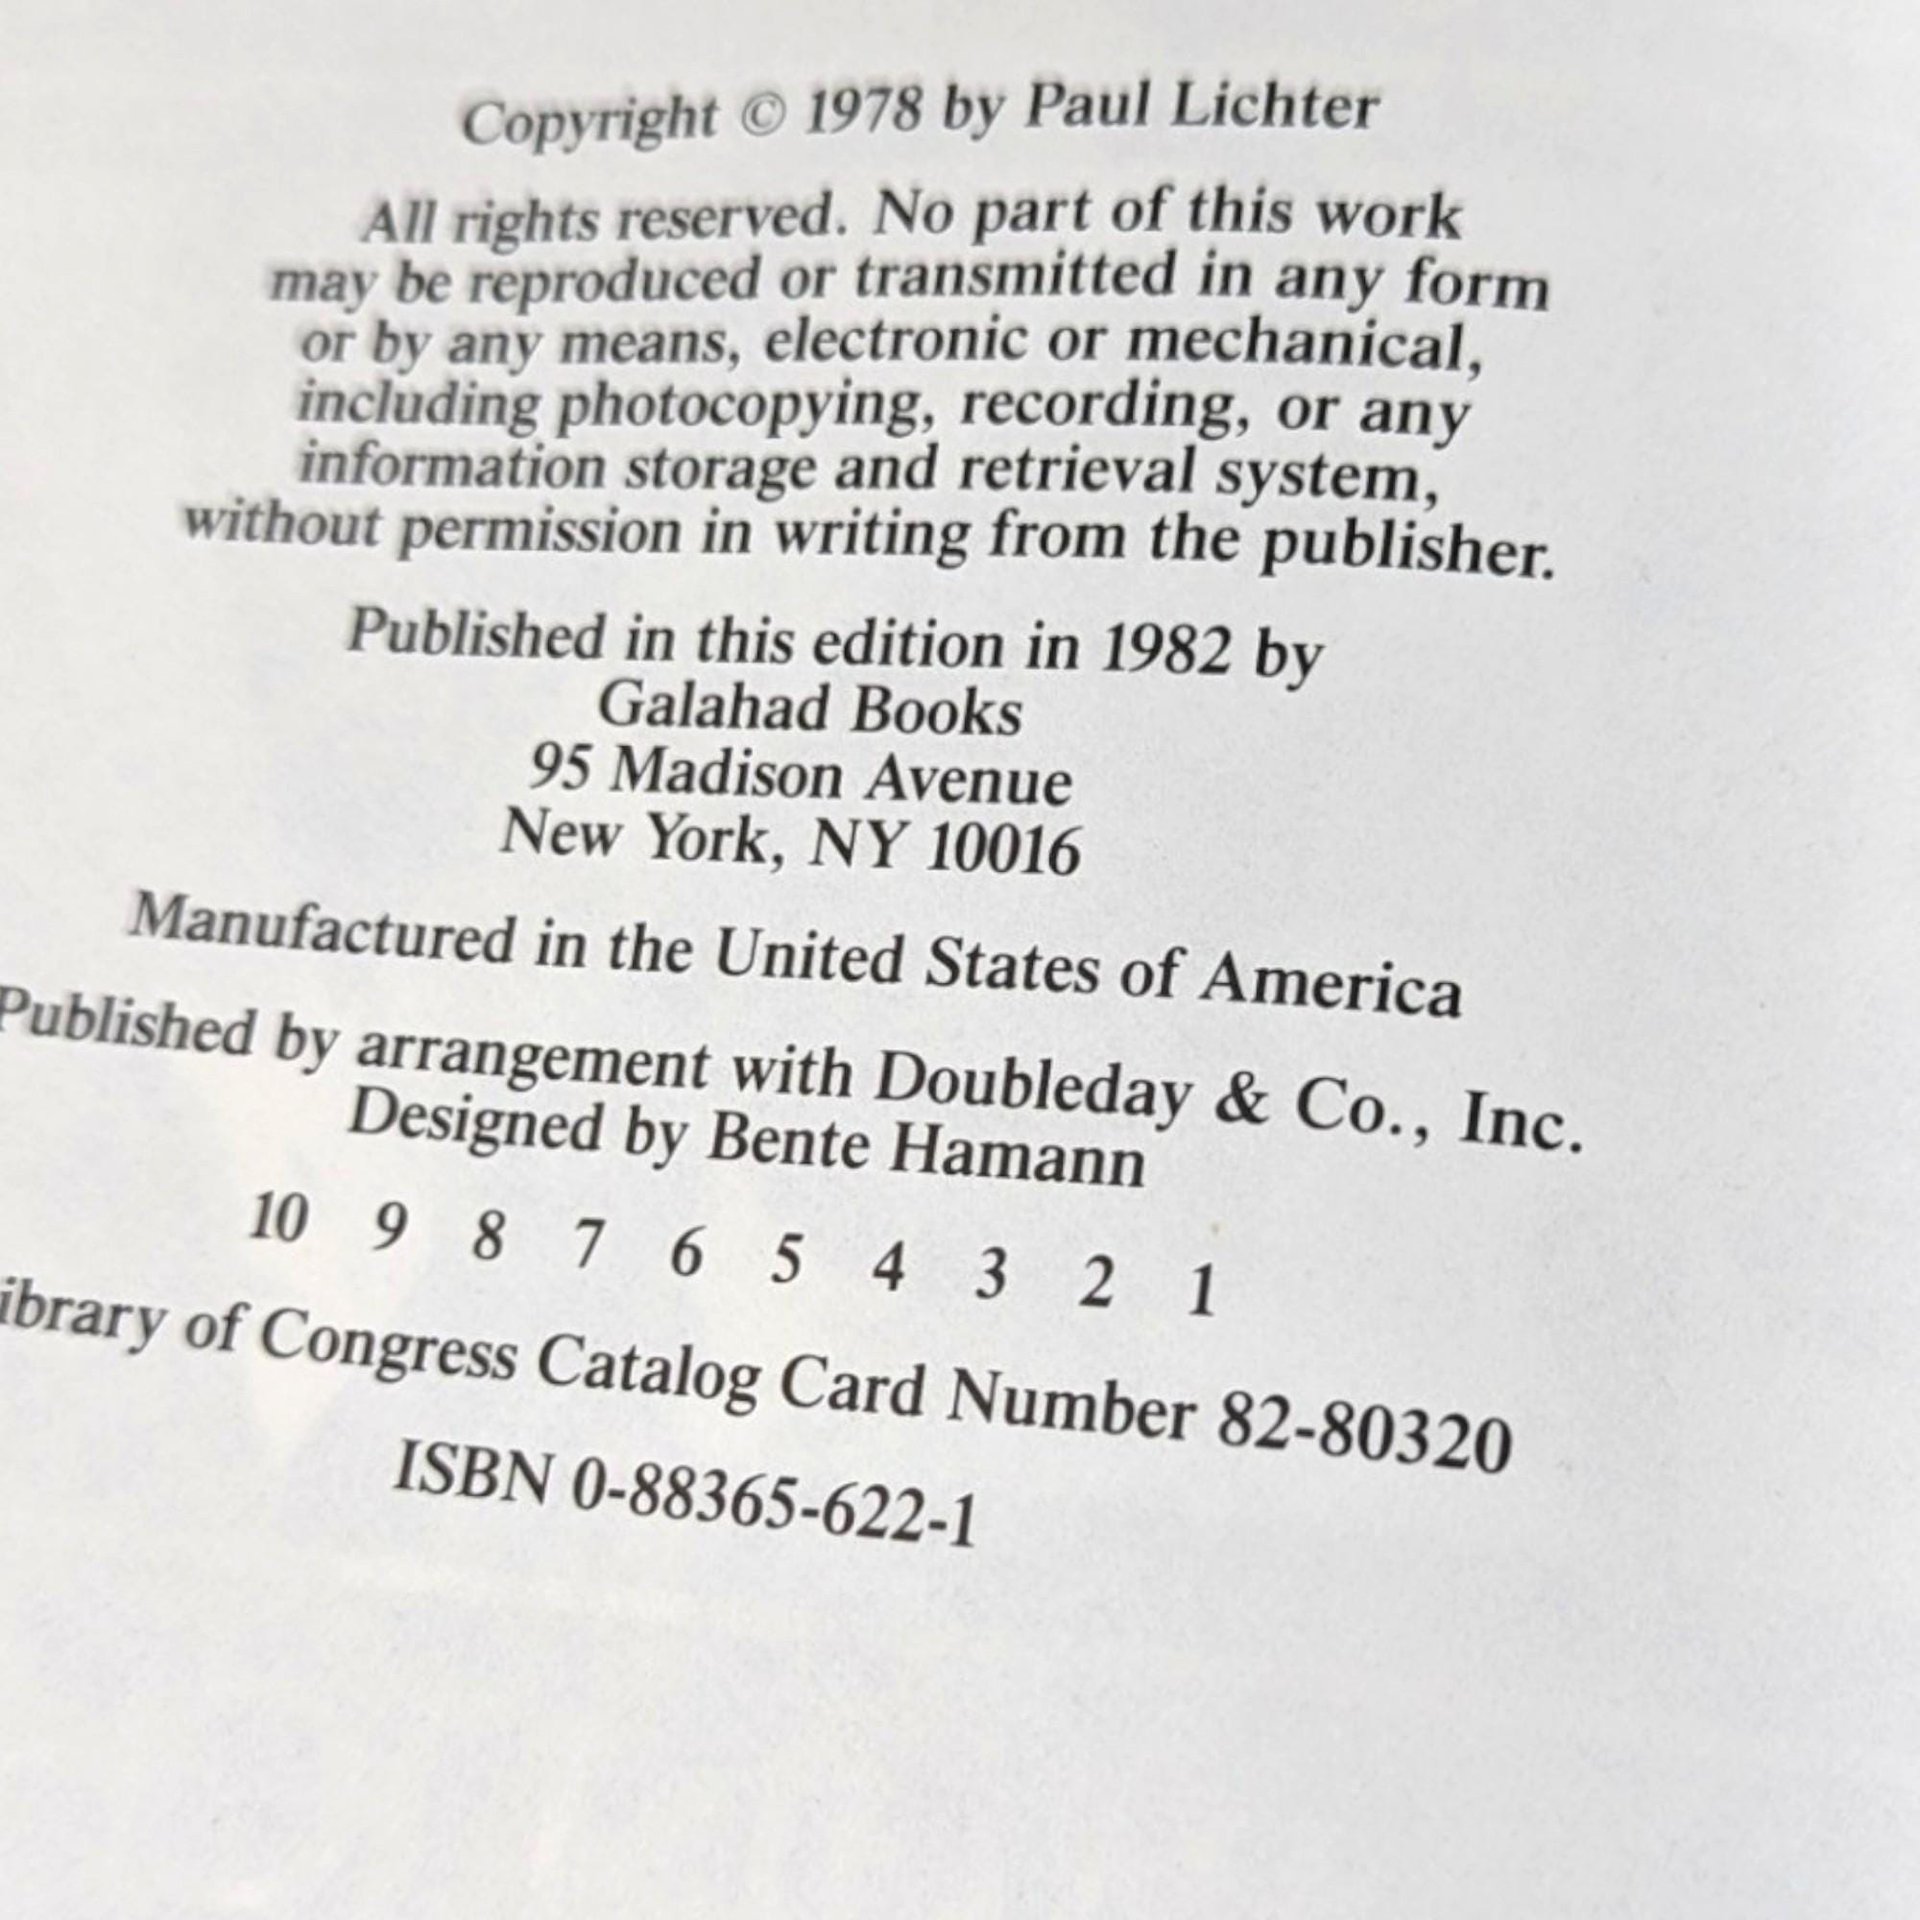 Copyright © 1978 by Paul Lichter
All rights reserved. No part of this work
may be reproduced or transmitted in any form
or by any means, electronic or mechanical,
including photocopying, recording, or any
information storage and retrieval system,
without permission in writing from the publisher.
Published in this edition in 1982 by
Galahad Books
95 Madison Avenue
New York, NY 10016
Manufactured in the United States of America
Published by arrangement with Doubleday & Co., Inc.
Designed by Bente Hamann
10 9 8 7 6 5 4 3 2 1
ibrary of Congress Catalog Card Number 82-80320
ISBN 0-88365-622-1